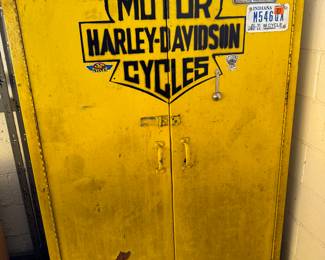 MOTOR
HARLEY-DAVIDSON
CYCLES
INDIANA
M546UX